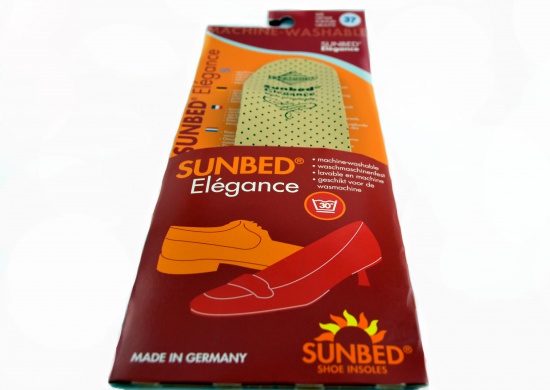 37
MACHINE-WASHABLE
SUNBED®
Elégance
SUNBED® Elégance
Sunbed®
Elegance
SUNBED®
Elégance
• machine-washable
• waschmaschinenfest
• lavable en machine
• geschikt voor de
wasmachine
30°
MADE IN GERMANY
SUNBED®
SHOE INSOLES